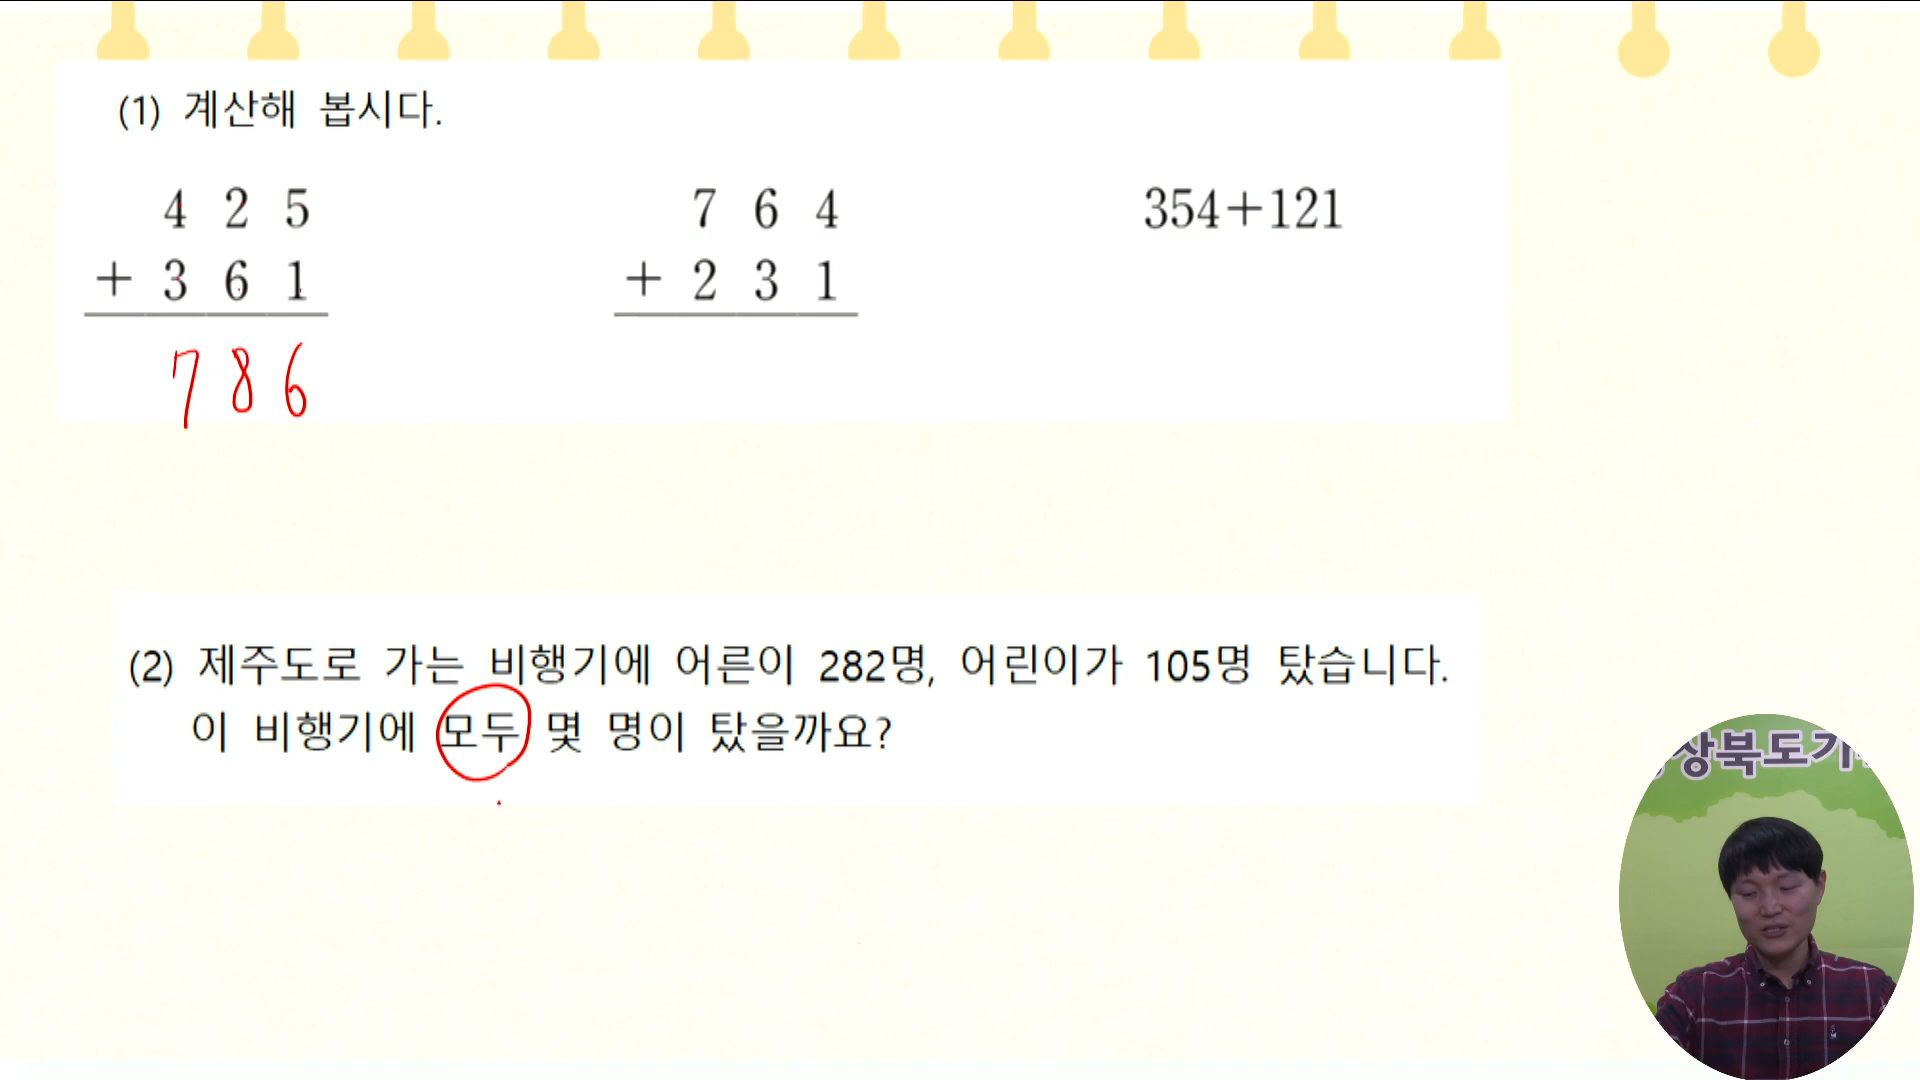 (1) 계산해 봅시다.
4 2 5
+ 3 6 1
7 8 6
7 6 4
+ 2 3 1
354+121
(2) 제주도로 가는 비행기에 어른이 282명, 어린이가 105명 탔습니다.
이 비행기에 모두 몇 명이 탔을까요?
상북도